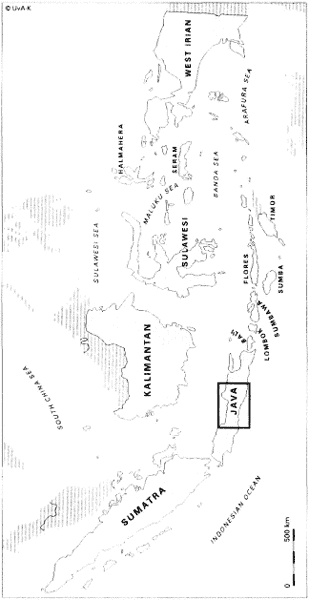 © UvA-K
WEST IRIAN
ARAFURA SEA
HALMAHERA
SERAM
MALUKU SEA
BANDA SEA
SULAWESI SEA
SULAWESI
TIMOR
FLORES
SUMBA
SUMBAWA
LOMBOK
BALI
KALIMANTAN
SOUTH CHINA SEA
JAVA
SUMATRA
INDONESIAN OCEAN
0 500 km